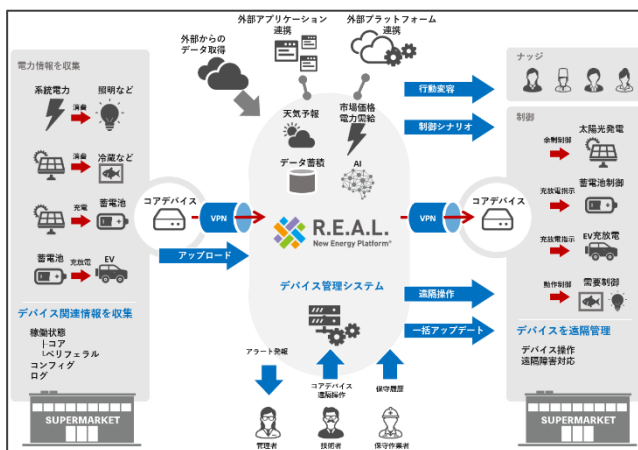 外部アプリケーション
連携
外部プラットフォーム
連携
外部からの
データ取得
電力情報を収集
系統電力
消費
照明など
消費
冷蔵など
充電
蓄電池
蓄電池
充放電
EV
デバイス関連情報を収集
稼働状態
├コア
└ペリフェラル
コンフィグ
ログ
SUPERMARKET
コアデバイス
VPN
アップロード
天気予報
市場価格
電力需給
データ蓄積
AI
R.E.A.L.
New Energy Platform®
デバイス管理システム
アラート発報
コアデバイス
遠隔操作
保守履歴
管理者
技術者
保守作業者
行動変容
制御シナリオ
VPN
コアデバイス
遠隔操作
一括アップデート
ナッジ
制御
太陽光発電
余剰制御
蓄電池制御
充放電指示
EV充放電
充放電指示
需要制御
動作制御
デバイスを遠隔管理
デバイス操作
遠隔障害対応
SUPERMARKET